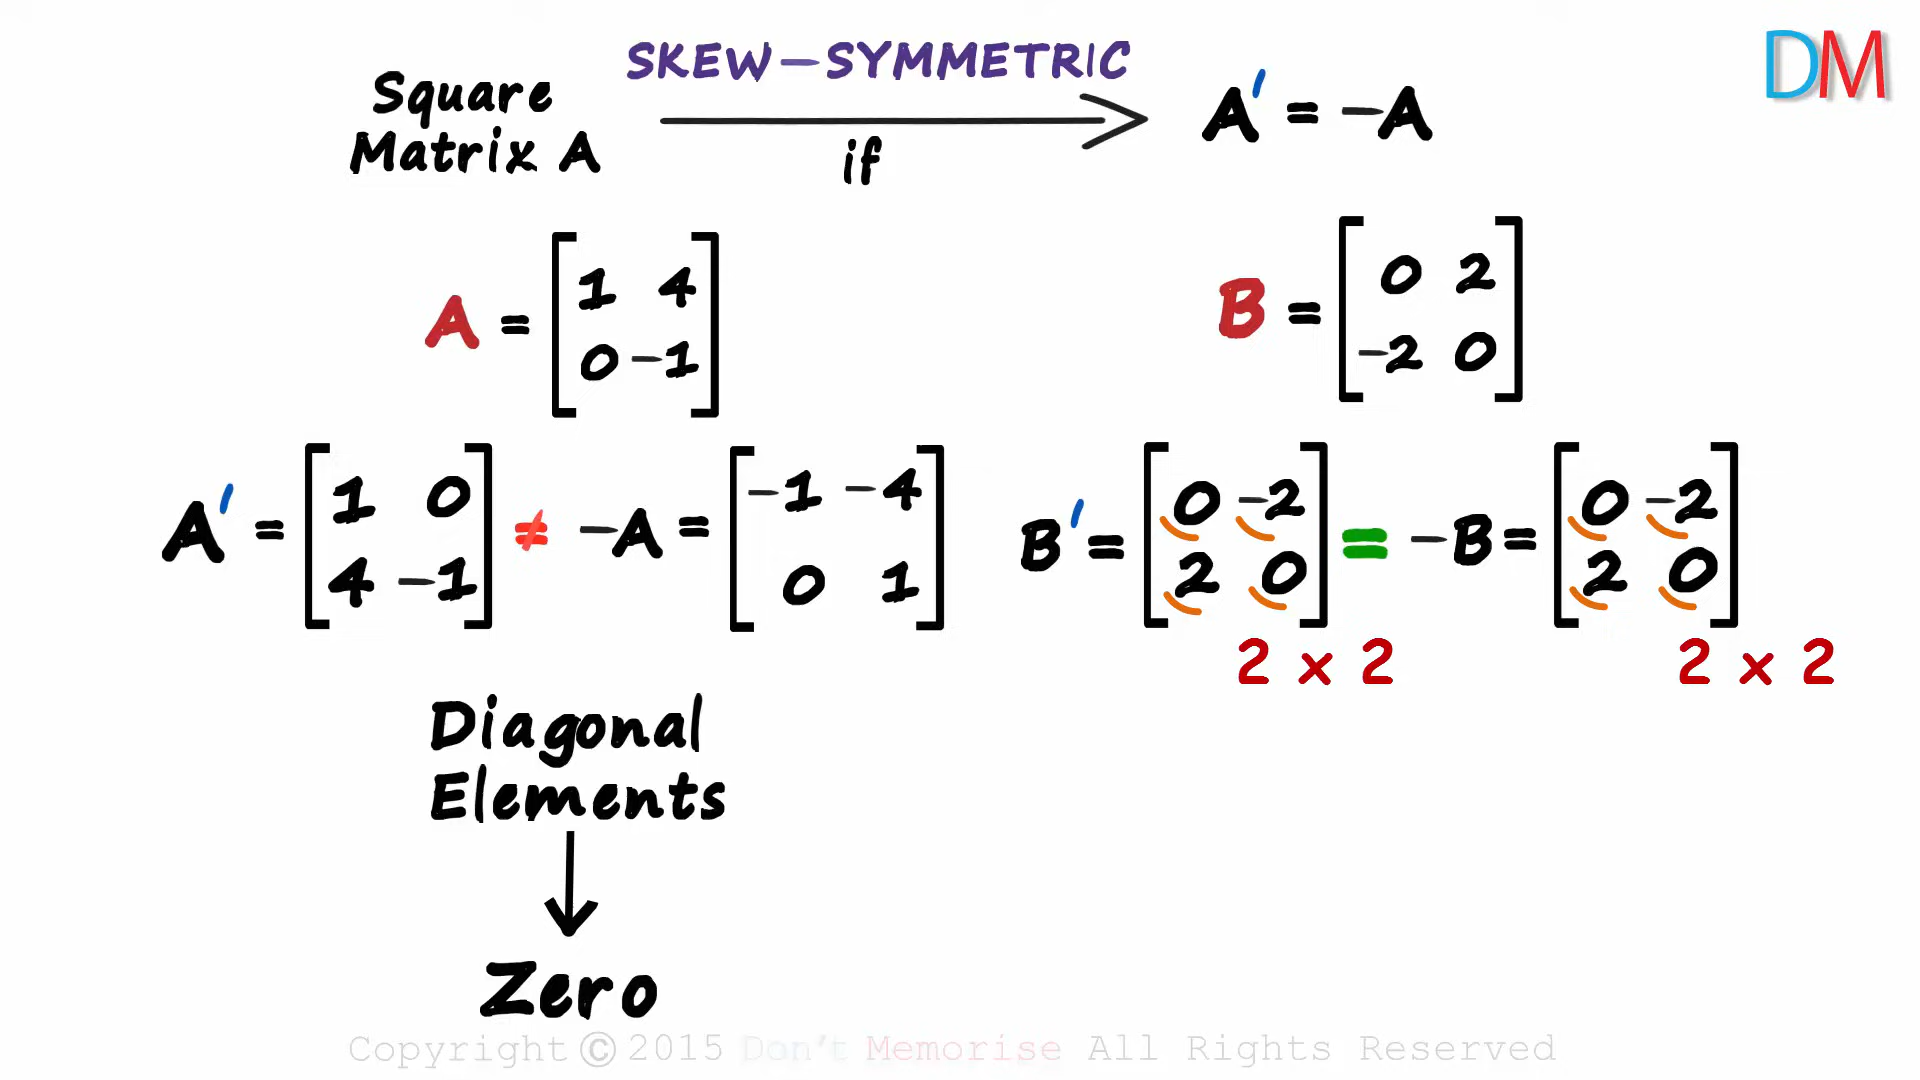 DM
SKEW-SYMMETRIC
Square
Matrix A
if
A' = -A
A = [1 4
0 -1]
B = [0 2
-2 0]
A' = [1 0
4 -1] ≠ -A = [-1 -4
0 1]
B' = [0 -2
2 0] = -B = [0 -2
2 0]
2 x 2
2 x 2
Diagonal
Elements
Zero
Copyright © 2015 Don't Memorise All Rights Reserved